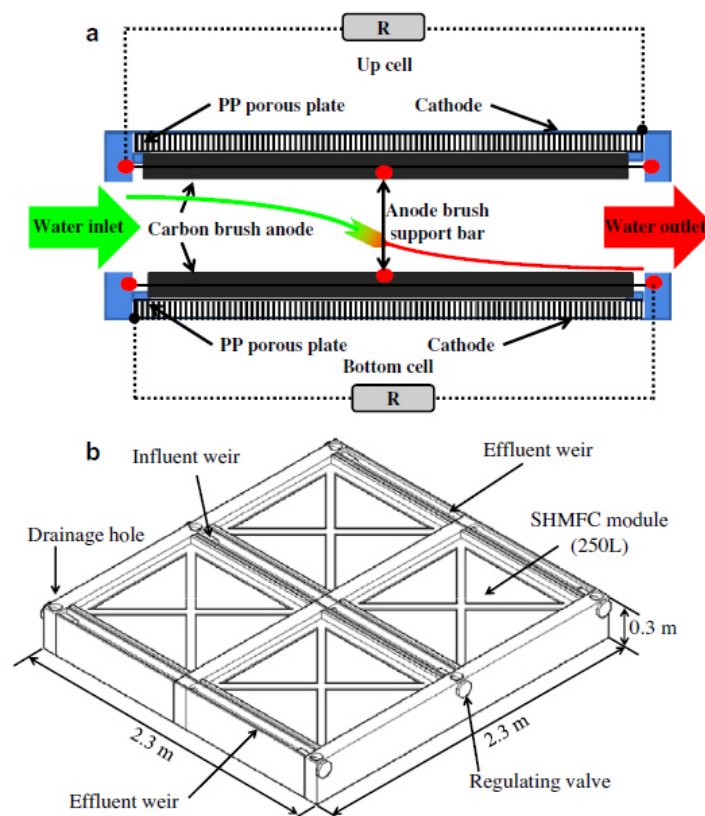 a
R
Up cell
PP porous plate
Cathode
Water inlet
Carbon brush anode
Anode brush
support bar
Water outlet
PP porous plate
Cathode
Bottom cell
R
b
Influent weir
Effluent weir
Drainage hole
SHMFC module
(250L)
0.3 m
2.3 m
2.3 m
Effluent weir
Regulating valve